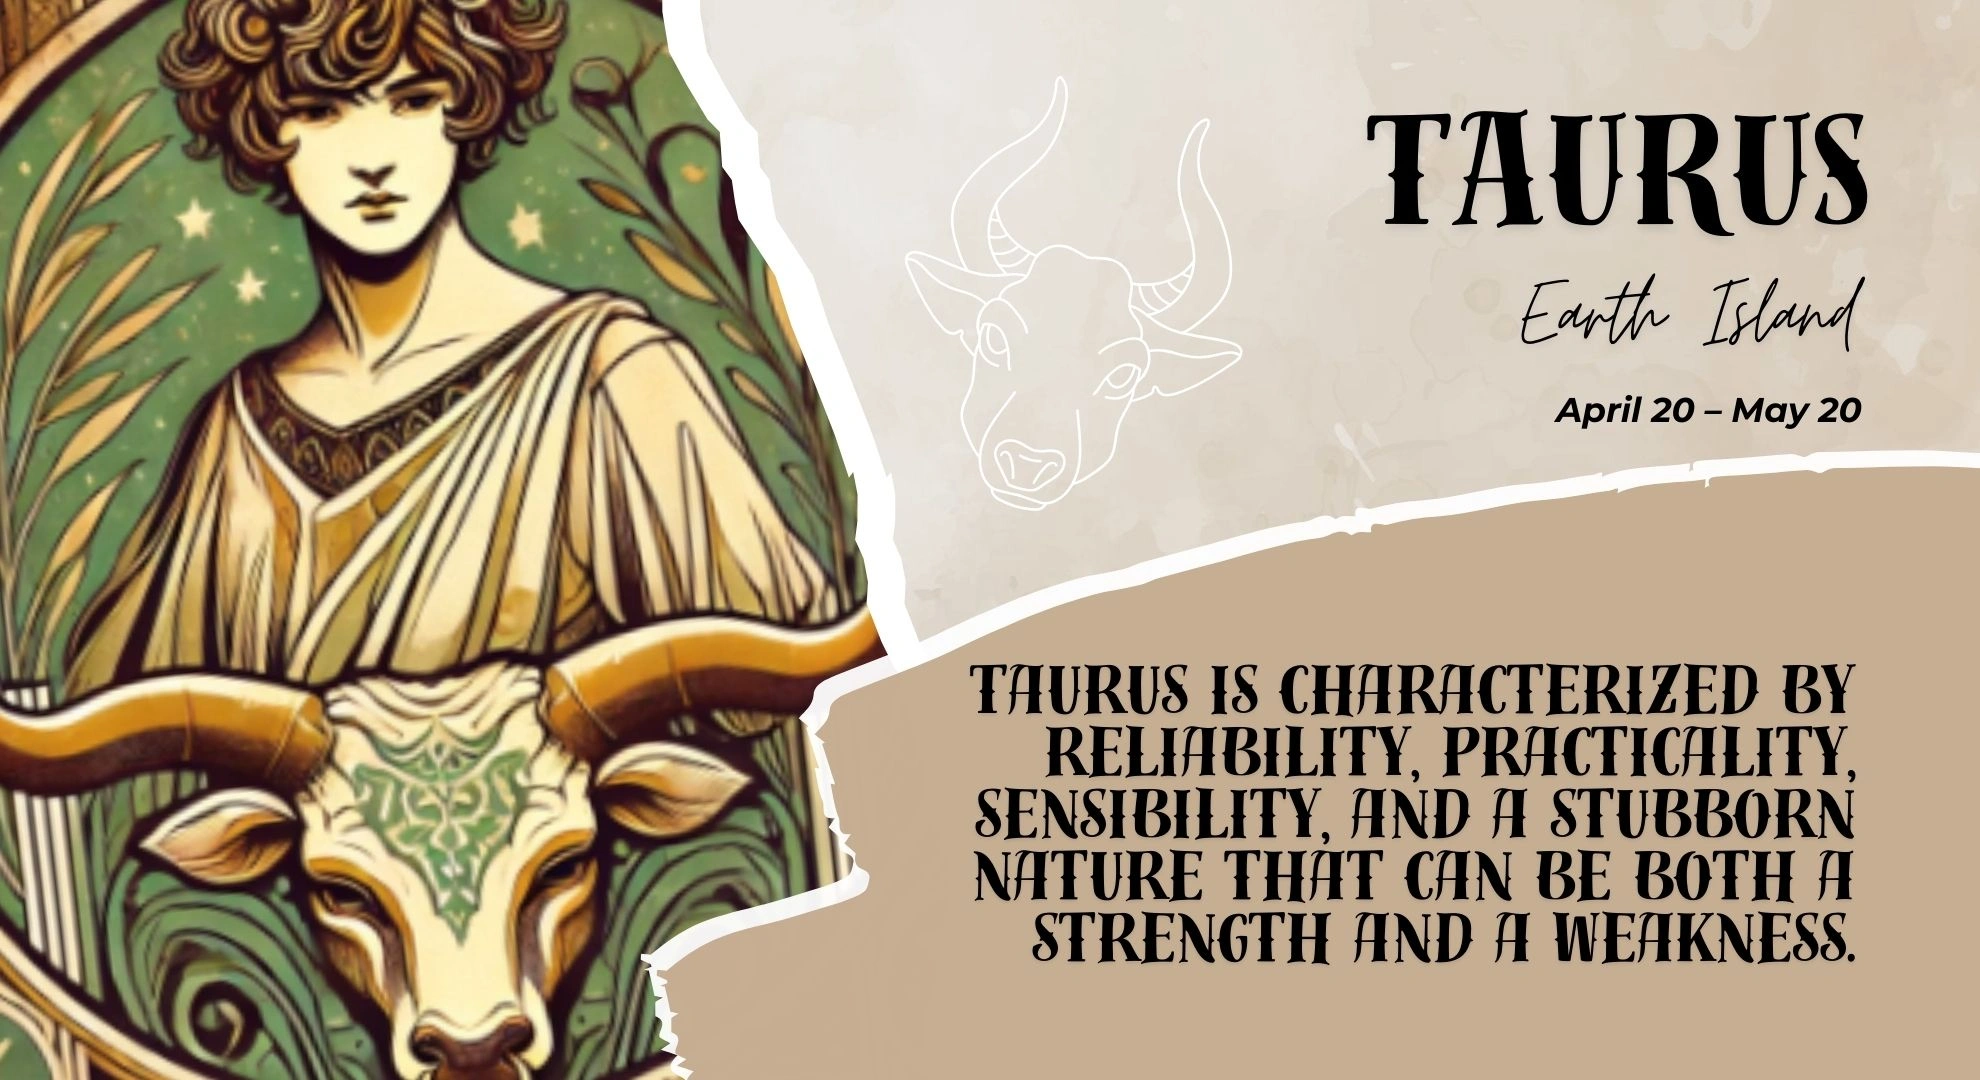 TAURUS
Earth Island
April 20 – May 20
TAURUS IS CHARACTERIZED BY
RELIABILITY, PRACTICALITY,
SENSIBILITY, AND A STUBBORN
NATURE THAT CAN BE BOTH A
STRENGTH AND A WEAKNESS.